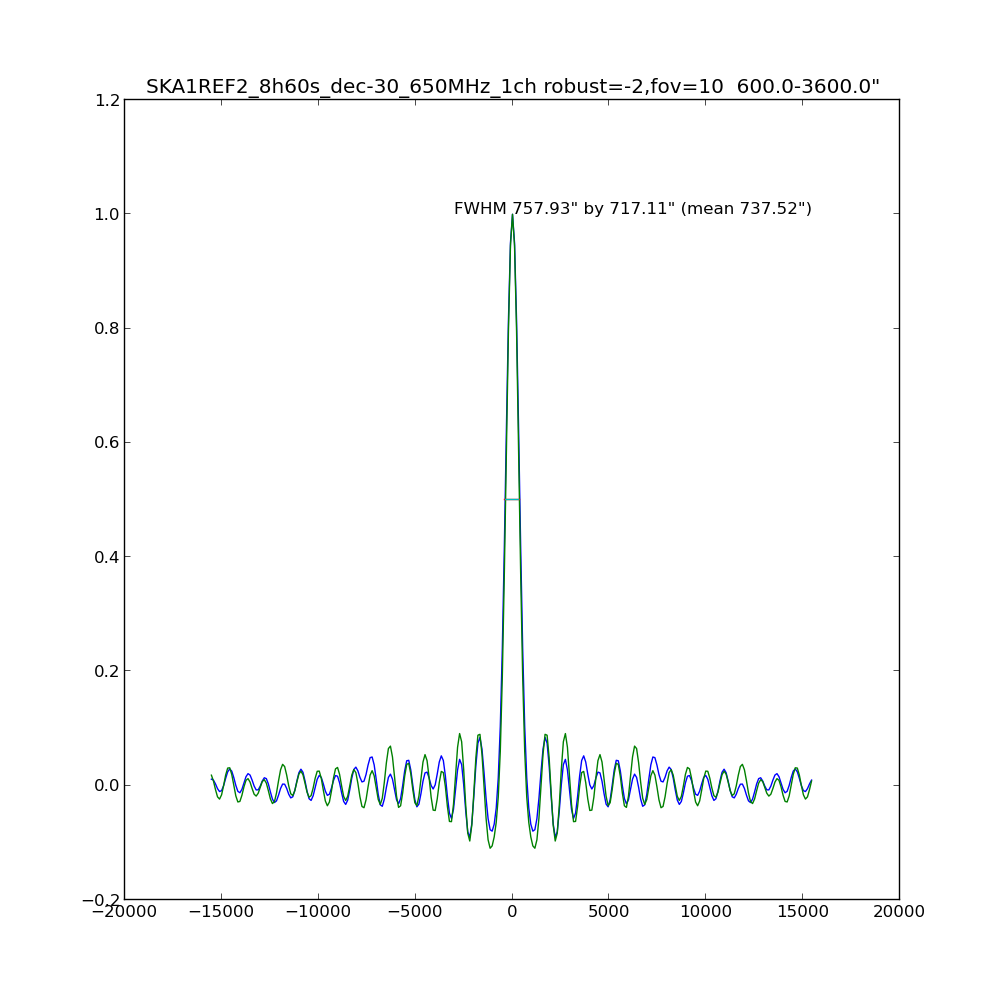 SKA1REF2_8h60s_dec-30_650MHz_1ch robust=-2,fov=10  600.0-3600.0"
1.2
FWHM 757.93" by 717.11" (mean 737.52")
1.0
0.8
0.6
0.4
0.2
0.0
−0.2
−20000 −15000 −10000 −5000 0 5000 10000 15000 20000